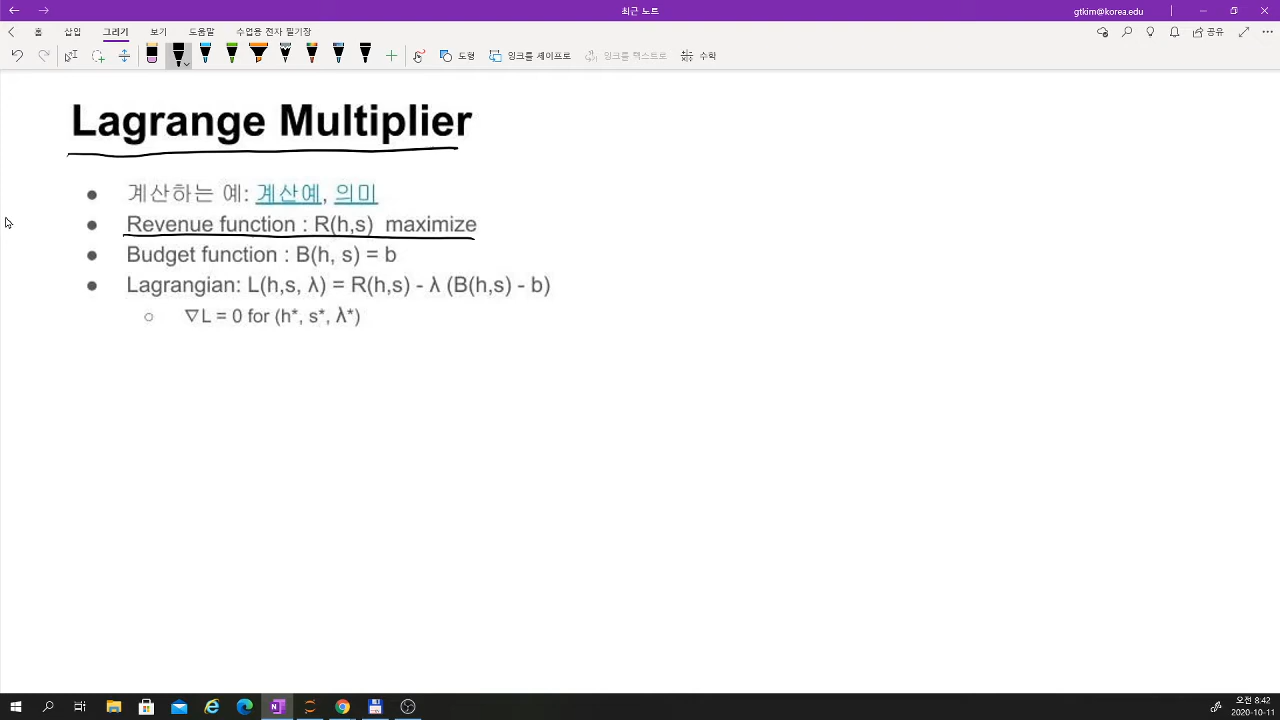 최근 노트
gtkim@korea.edu
홈 삽입 그리기 보기 도움말 수업용 전자 필기장
공유
도형 잉크를 셰이프로 잉크를 텍스트로 수학
Lagrange Multiplier
● 계산하는 예: 계산예, 의미
● Revenue function : R(h,s) maximize
● Budget function : B(h, s) = b
● Lagrangian: L(h,s, λ) = R(h,s) - λ (B(h,s) - b)
○ ▽L = 0 for (h*, s*, λ*)
오전 8:42
2020-10-11